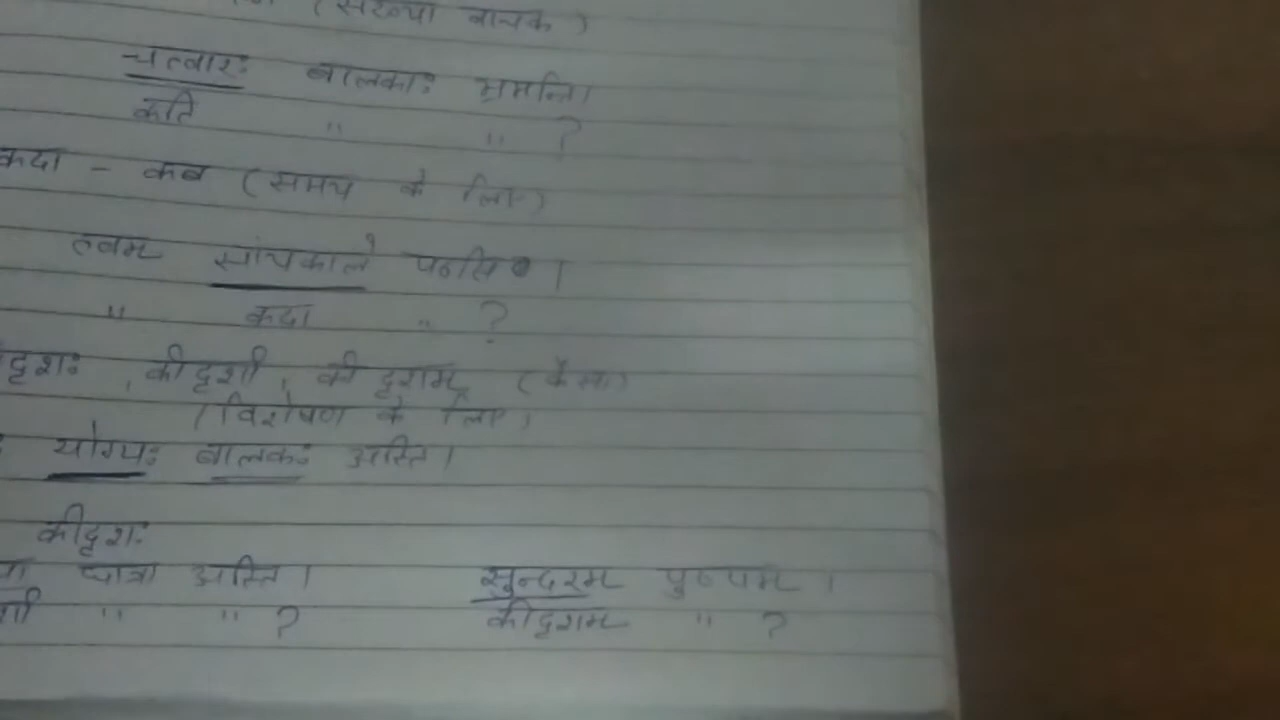 (संख्या वाचक)
चत्वारः बालकाः भ्रमन्ति।
कति " " ?
कदा - कब (समय के लिए)
त्वम सांयकाले पठसि ।
" कदा " ?
कीदृशी, कीदृशम् (कैसा)
(विशेषण के लिए)
योग्यः बालकः अस्ति।
कीदृशः
छात्रा अस्ति। सुन्दरम पुष्पम ।
" " ? कीदृशम " ?